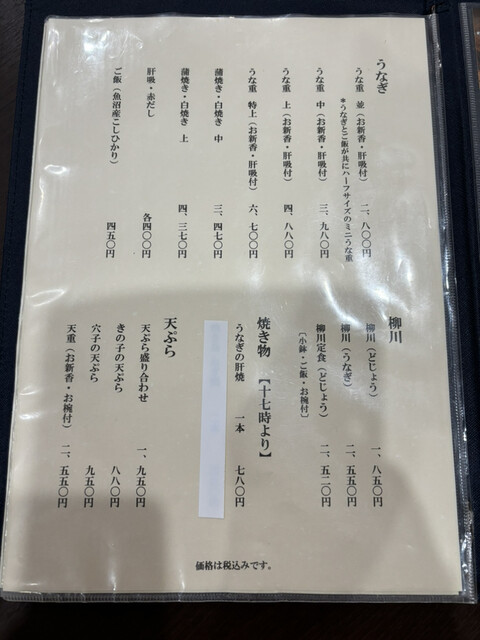 うなぎ
うな重　並（お新香・肝吸付）　二、八〇〇円
＊うなぎとご飯が共にハーフサイズのミニうな重
うな重　中（お新香・肝吸付）　三、九八〇円
うな重　上（お新香・肝吸付）　四、八八〇円
うな重　特上（お新香・肝吸付）　六、七〇〇円
蒲焼き・白焼き　中　三、四七〇円
蒲焼き・白焼き　上　四、三七〇円
肝吸・赤だし　各四〇〇円
ご飯（魚沼産こしひかり）　四五〇円
柳川
柳川（どじょう）　一、八五〇円
柳川（うなぎ）　二、五五〇円
柳川定食（どじょう）　二、五二〇円
［小鉢・ご飯・お椀付］
焼き物　【十七時より】
うなぎの肝焼　一本　七八〇円
天ぷら
天ぷら盛り合わせ　一、九五〇円
きの子の天ぷら　八八〇円
穴子の天ぷら　九五〇円
天重（お新香・お椀付）　二、五五〇円
価格は税込みです。